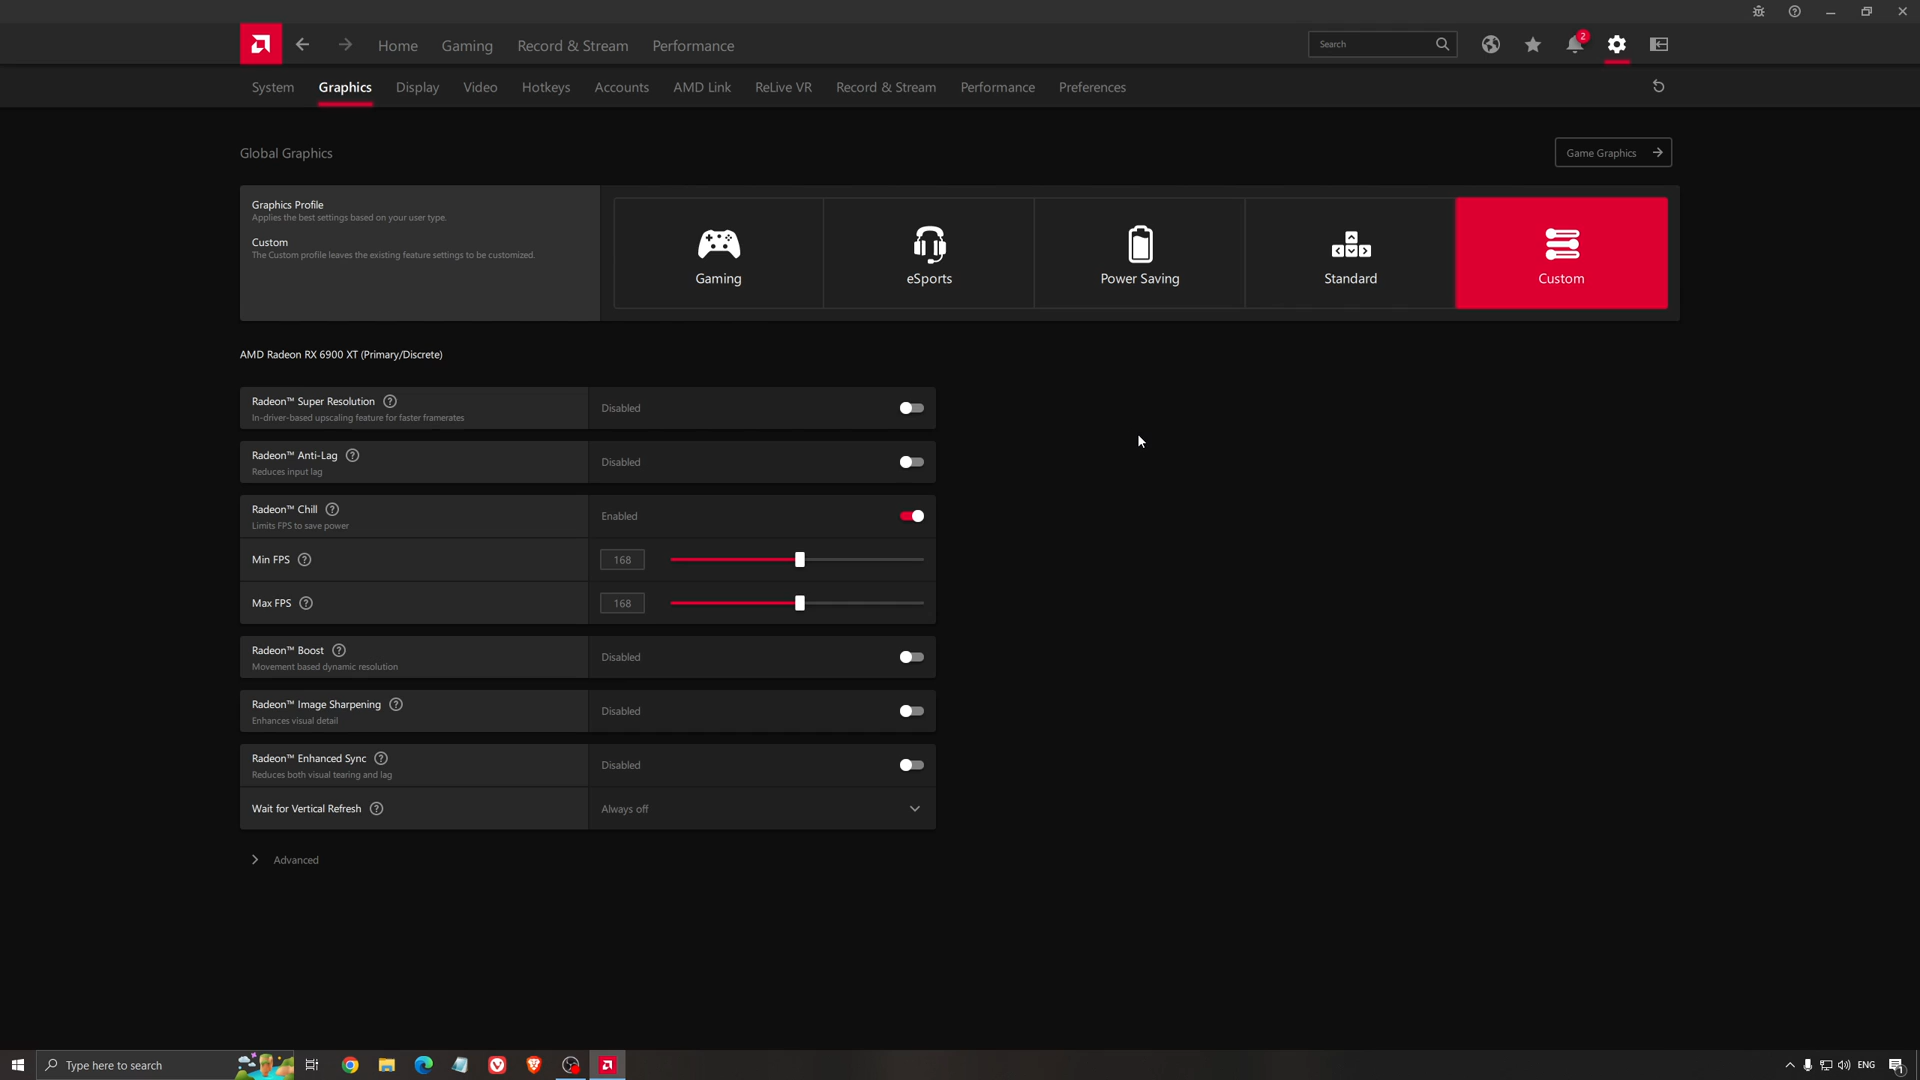 Home Gaming Record & Stream Performance Search 2
System Graphics Display Video Hotkeys Accounts AMD Link ReLive VR Record & Stream Performance Preferences
Global Graphics
Game Graphics
Graphics Profile
Applies the best settings based on your user type.
Custom
The Custom profile leaves the existing feature settings to be customized.
Gaming
eSports
Power Saving
Standard
Custom
AMD Radeon RX 6900 XT (Primary/Discrete)
Radeon™ Super Resolution Disabled
In-driver-based upscaling feature for faster framerates
Radeon™ Anti-Lag Disabled
Reduces input lag
Radeon™ Chill Enabled
Limits FPS to save power
Min FPS 168
Max FPS 168
Radeon™ Boost Disabled
Movement based dynamic resolution
Radeon™ Image Sharpening Disabled
Enhances visual detail
Radeon™ Enhanced Sync Disabled
Reduces both visual tearing and lag
Wait for Vertical Refresh Always off
Advanced
Type here to search ENG 1